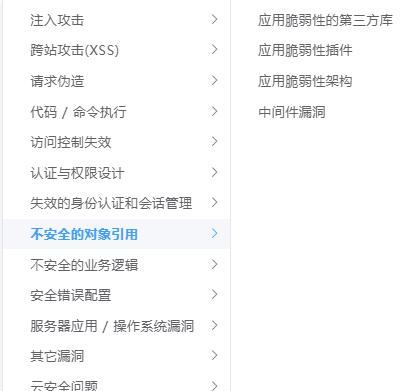 注入攻击
跨站攻击(XSS)
请求伪造
代码 / 命令执行
访问控制失效
认证与权限设计
失效的身份认证和会话管理
不安全的对象引用
不安全的业务逻辑
安全错误配置
服务器应用 / 操作系统漏洞
其它漏洞
云安全问题
应用脆弱性的第三方库
应用脆弱性插件
应用脆弱性架构
中间件漏洞